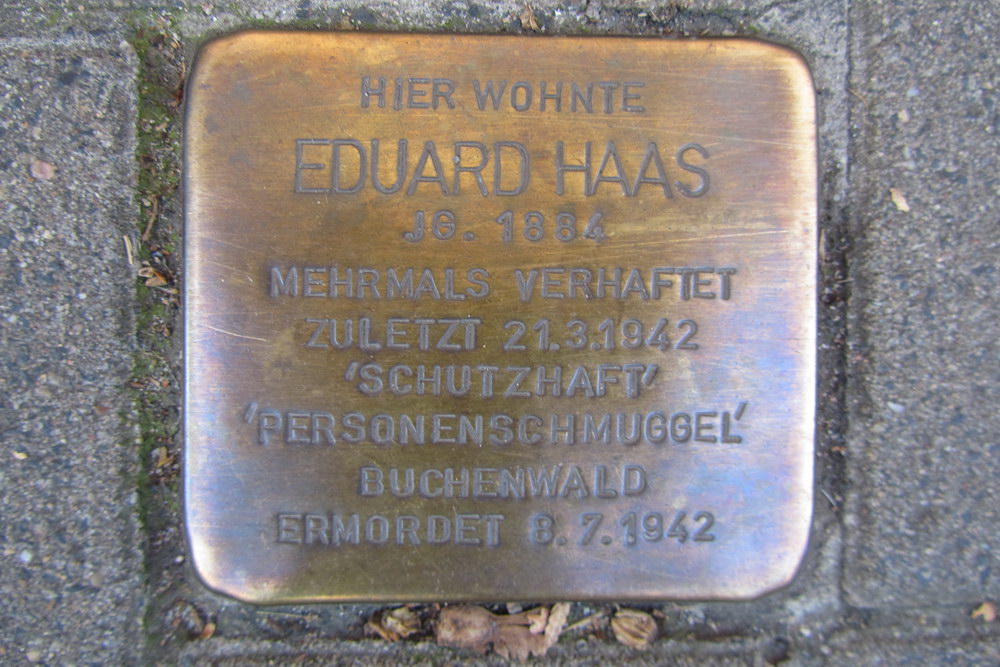 HIER WOHNTE
EDUARD HAAS
JG. 1884
MEHRMALS VERHAFTET
ZULETZT 21.3.1942
'SCHUTZHAFT'
'PERSONENSCHMUGGEL'
BUCHENWALD
ERMORDET 8.7.1942